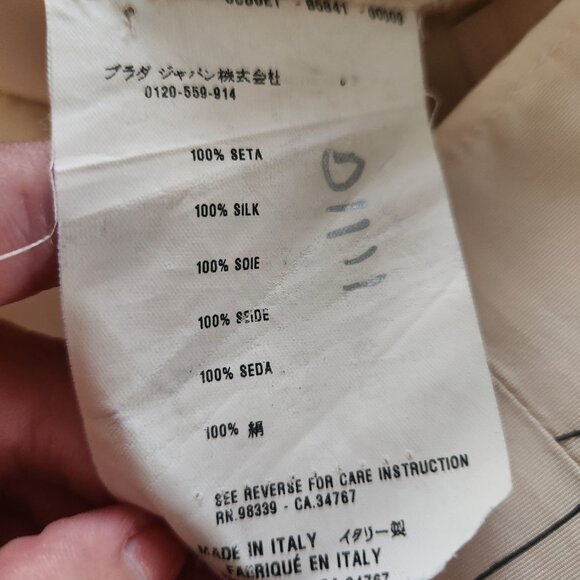 プラダ ジャパン株式会社
0120-559-914
100% SETA
100% SILK
100% SOIE
100% SEIDE
100% SEDA
100% 絹
SEE REVERSE FOR CARE INSTRUCTION
RN.98339 - CA.34767
MADE IN ITALY イタリー製
FABRIQUÉ EN ITALY
CA.34767